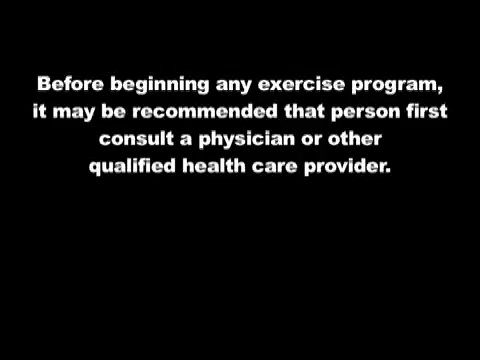 Before beginning any exercise program,
it may be recommended that person first
consult a physician or other
qualified health care provider.